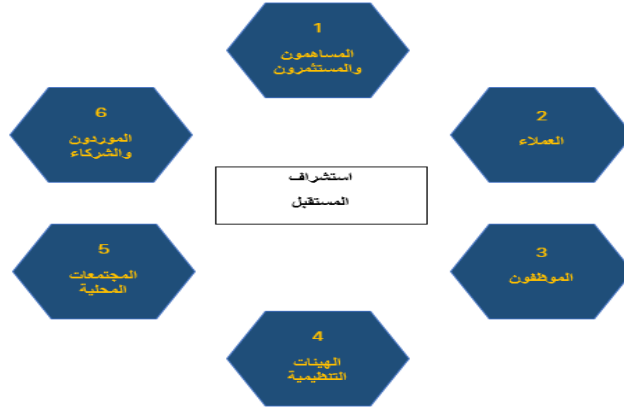 1
المساهمون
والمستثمرون
2
العملاء
3
الموظفون
4
الهيئات
التنظيمية
5
المجتمعات
المحلية
6
الموردون
والشركاء
استشراف
المستقبل